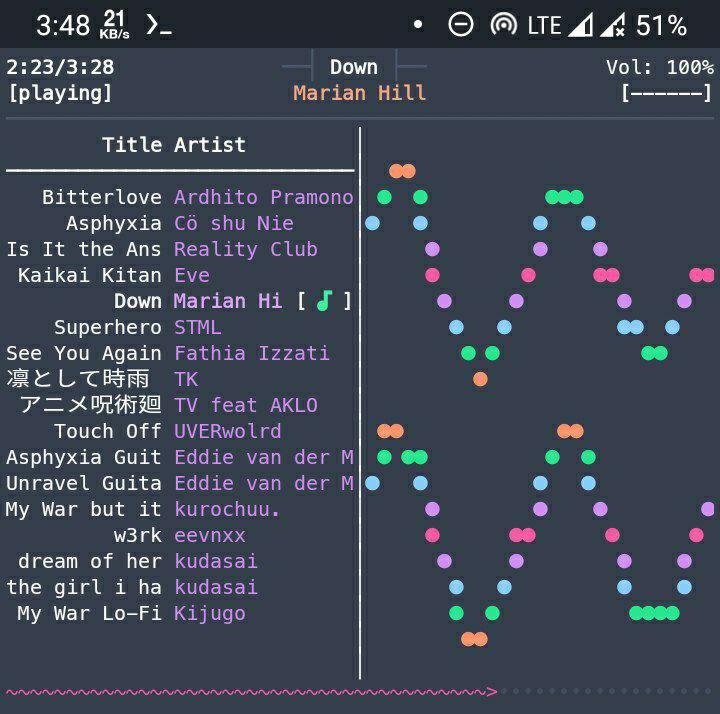 3:48 21 KB/s LTE 51%
2:23/3:28 Down Vol: 100%
[playing] Marian Hill [------]
Title Artist
Bitterlove Ardhito Pramono
Asphyxia Cö shu Nie
Is It the Ans Reality Club
Kaikai Kitan Eve
Down Marian Hi [ ♪ ]
Superhero STML
See You Again Fathia Izzati
凛として時雨 TK
アニメ呪術廻 TV feat AKLO
Touch Off UVERwolrd
Asphyxia Guit Eddie van der M
Unravel Guita Eddie van der M
My War but it kurochuu.
w3rk eevnxx
dream of her kudasai
the girl i ha kudasai
My War Lo-Fi Kijugo